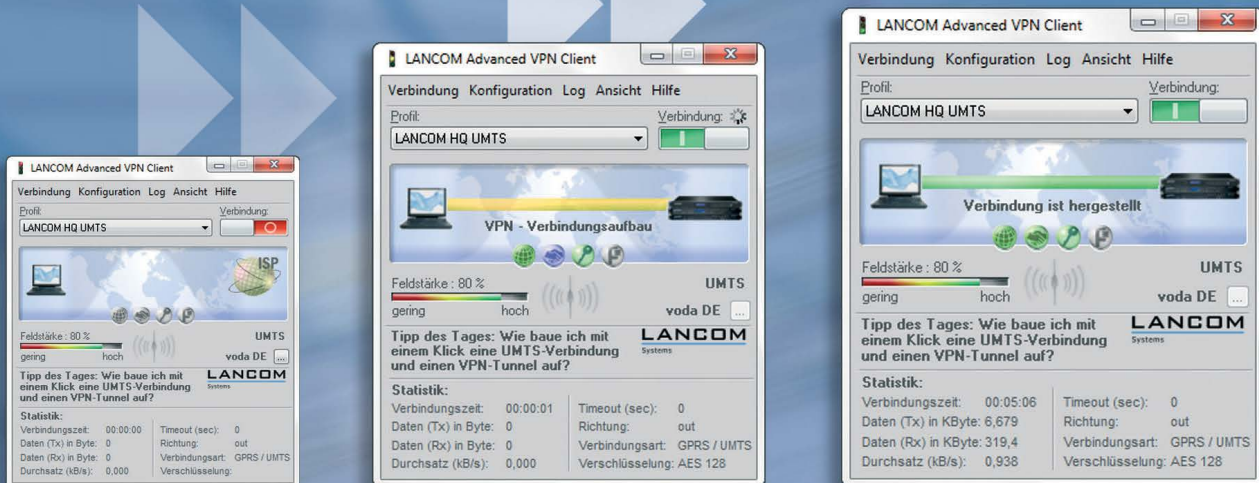 LANCOM Advanced VPN Client
Verbindung Konfiguration Log Ansicht Hilfe
Profil: Verbindung:
LANCOM HQ UMTS
ISP
Feldstärke : 80 % UMTS
gering hoch voda DE ...
Tipp des Tages: Wie baue ich mit
einem Klick eine UMTS-Verbindung
und einen VPN-Tunnel auf?
LANCOM
Systems
Statistik:
Verbindungszeit: 00:00:00 Timeout (sec): 0
Daten (Tx) in Byte: 0 Richtung: out
Daten (Rx) in Byte: 0 Verbindungsart: GPRS / UMTS
Durchsatz (kB/s): 0,000 Verschlüsselung:
LANCOM Advanced VPN Client
Verbindung Konfiguration Log Ansicht Hilfe
Profil: Verbindung:
LANCOM HQ UMTS
VPN - Verbindungsaufbau
Feldstärke : 80 % UMTS
gering hoch voda DE ...
Tipp des Tages: Wie baue ich mit
einem Klick eine UMTS-Verbindung
und einen VPN-Tunnel auf?
LANCOM
Systems
Statistik:
Verbindungszeit: 00:00:01 Timeout (sec): 0
Daten (Tx) in Byte: 0 Richtung: out
Daten (Rx) in Byte: 0 Verbindungsart: GPRS / UMTS
Durchsatz (kB/s): 0,000 Verschlüsselung: AES 128
LANCOM Advanced VPN Client
Verbindung Konfiguration Log Ansicht Hilfe
Profil: Verbindung:
LANCOM HQ UMTS
Verbindung ist hergestellt
Feldstärke : 80 % UMTS
gering hoch voda DE ...
Tipp des Tages: Wie baue ich mit
einem Klick eine UMTS-Verbindung
und einen VPN-Tunnel auf?
LANCOM
Systems
Statistik:
Verbindungszeit: 00:05:06 Timeout (sec): 0
Daten (Tx) in KByte: 6,679 Richtung: out
Daten (Rx) in KByte: 319,4 Verbindungsart: GPRS / UMTS
Durchsatz (kB/s): 0,938 Verschlüsselung: AES 128